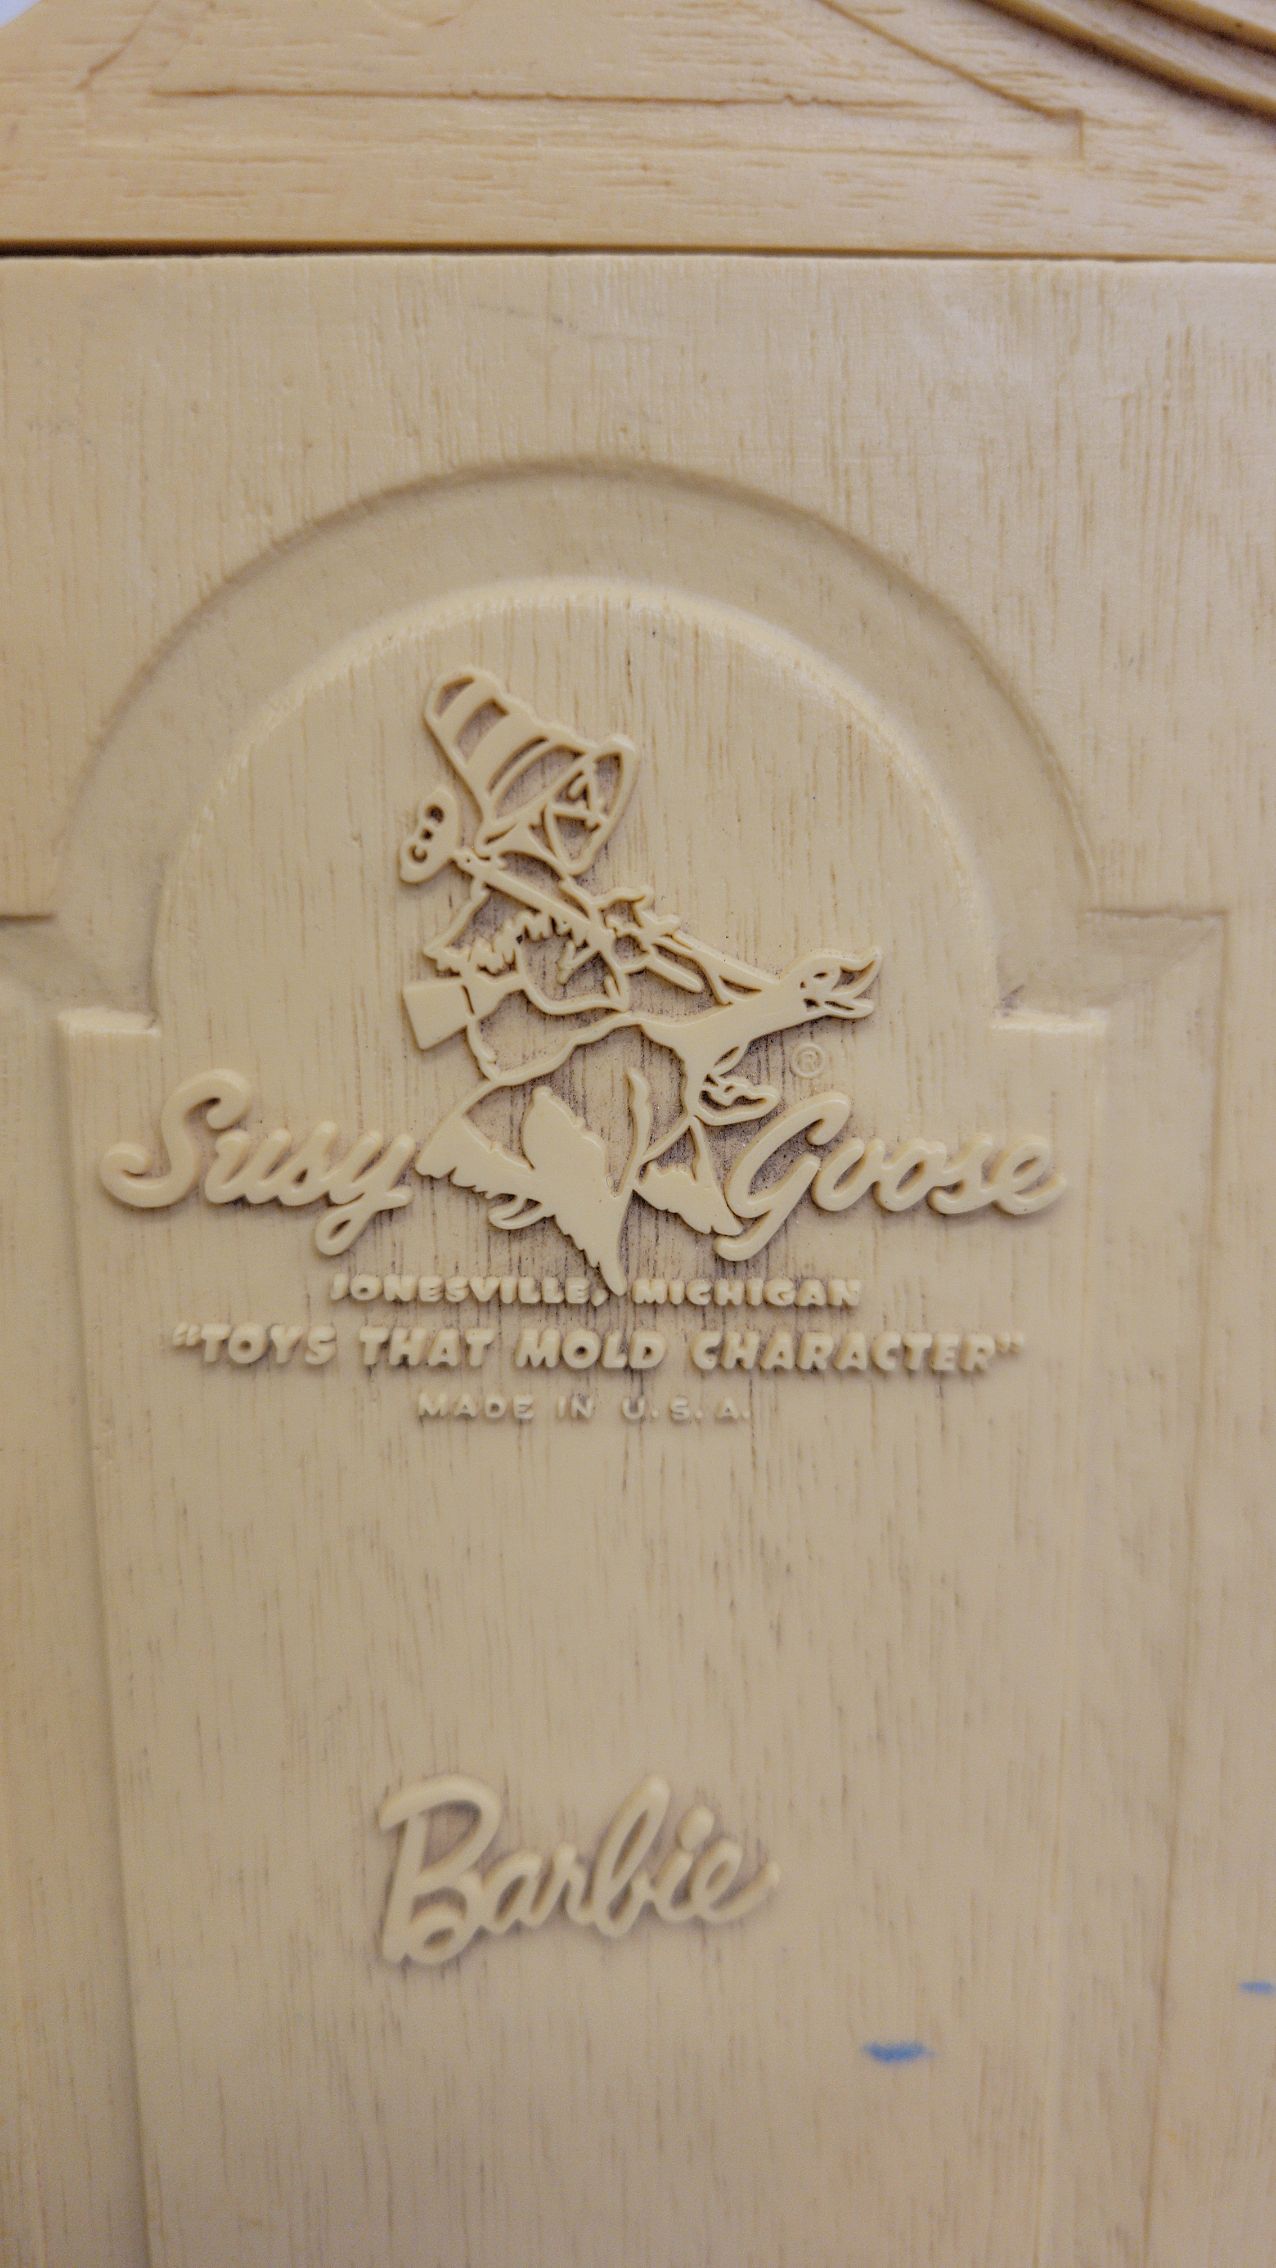 ®
Susy Goose
JONESVILLE, MICHIGAN
"TOYS THAT MOLD CHARACTER"
MADE IN U.S.A.
Barbie